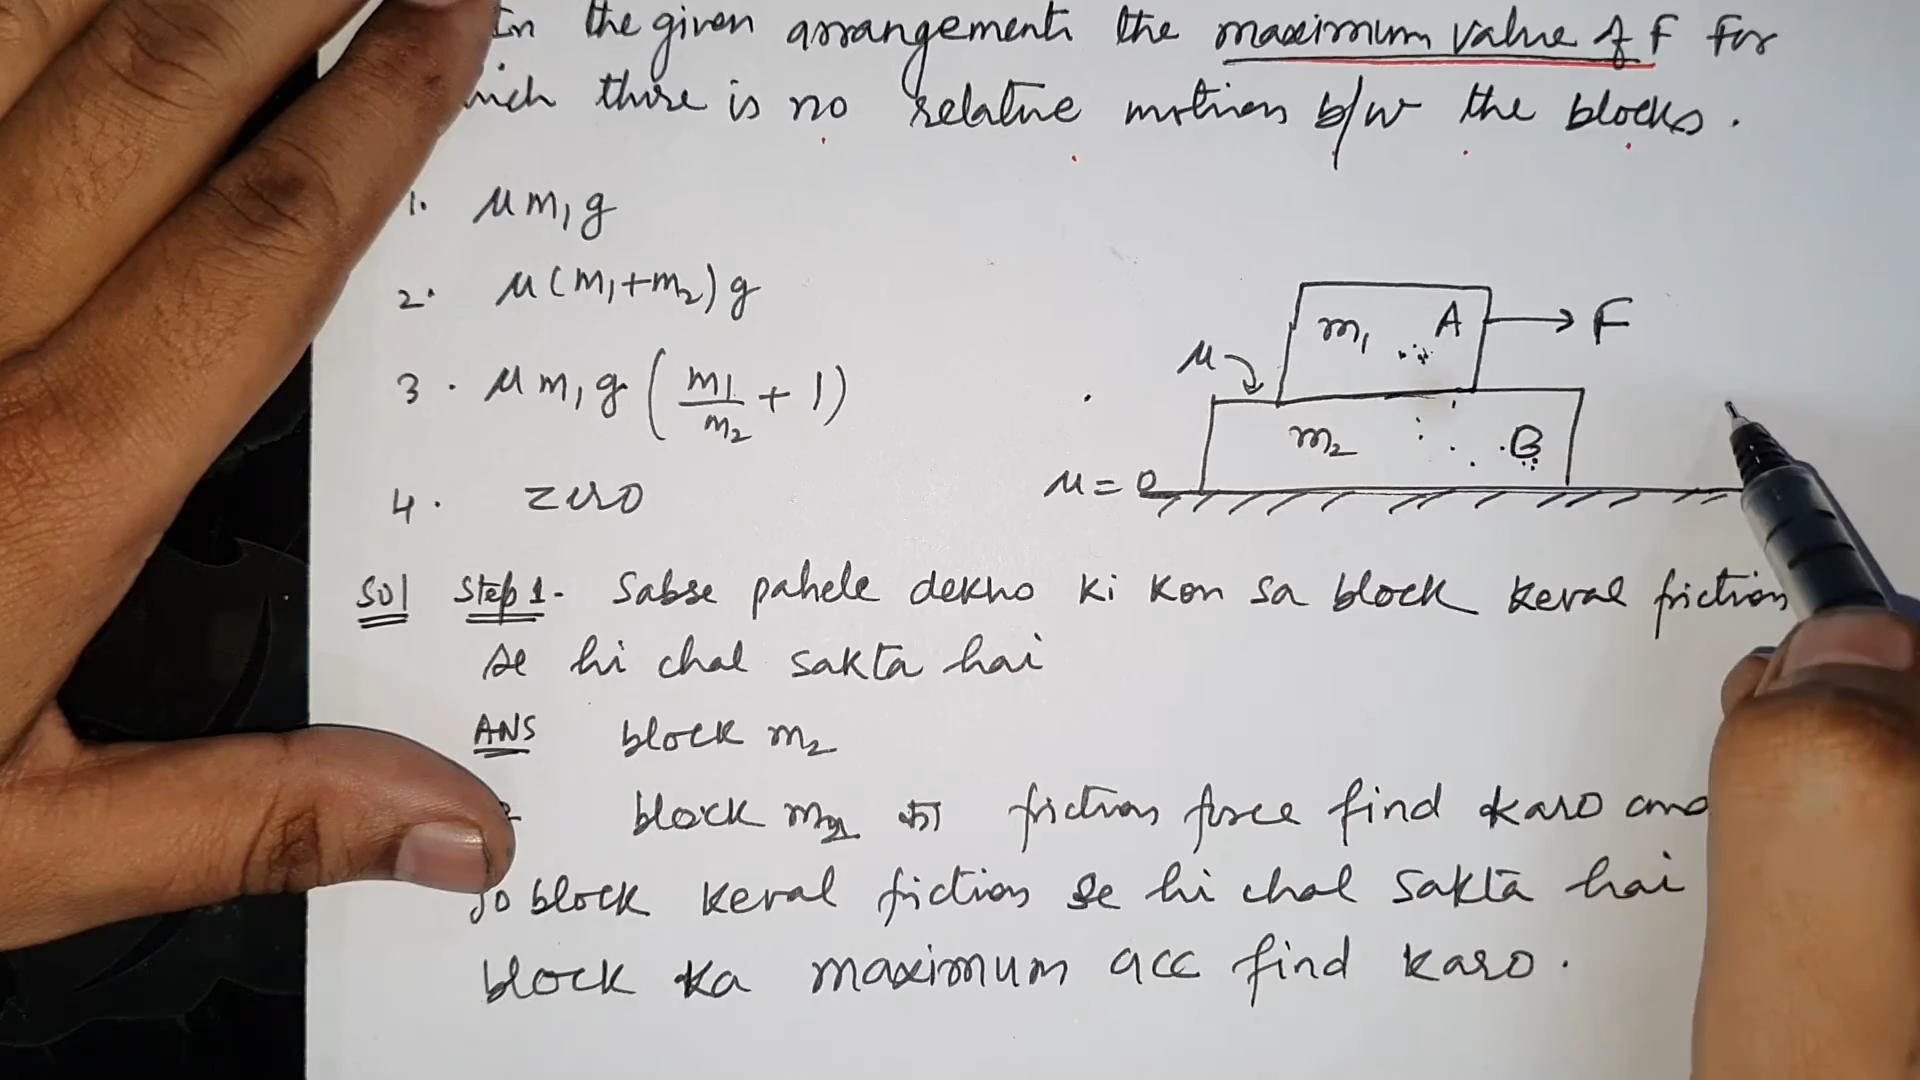 In the given arrangement the maximum value of F for
which there is no relative motion b/w the blocks.
1. μm₁g
2. μ(m₁+m₂)g
3. μm₁g (m₁/m₂ + 1)
4. zero
m₁ A → F
μ
m₂ B
μ=0
Sol Step 1- Sabse pahele dekho ki kon sa block keval friction
se hi chal sakta hai
ANS block m₂
block m₂ का friction force find karo and
Jo block keval friction se hi chal sakta hai
block ka maximum acc find karo.